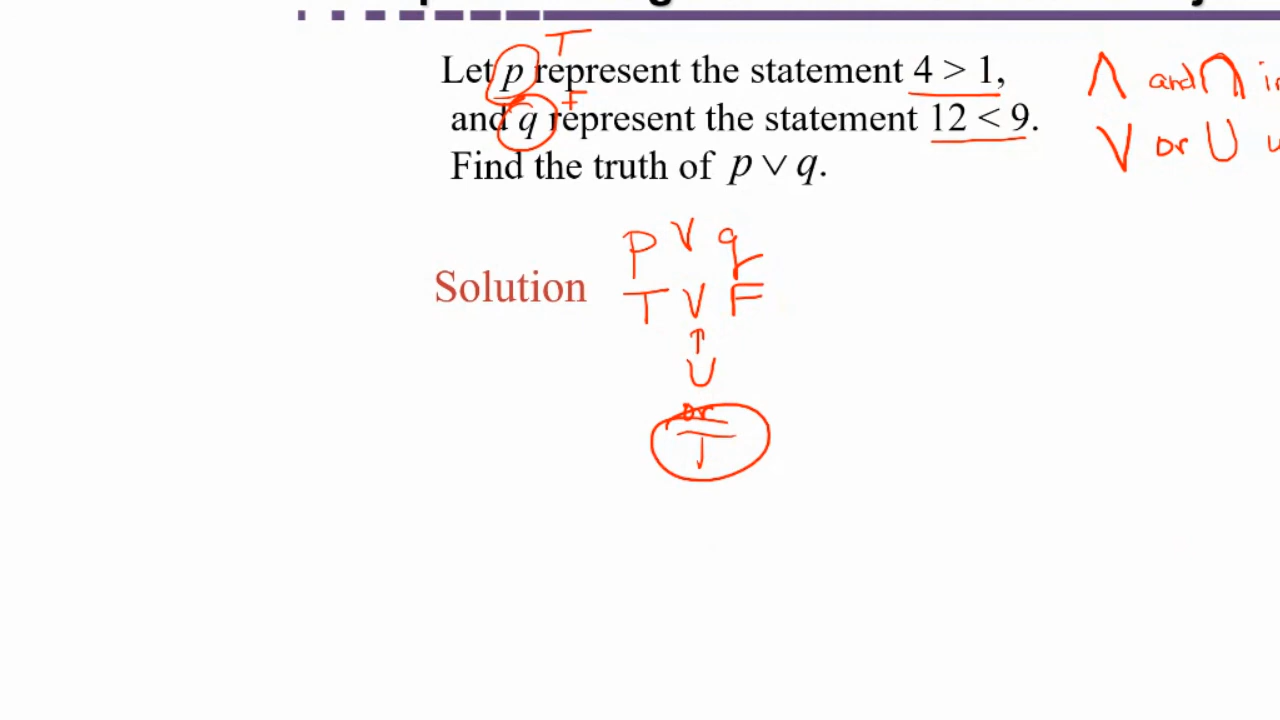 T
Let p represent the statement 4 > 1,
F
and q represent the statement 12 < 9.
Find the truth of p ∨ q.
∧ and ∩
∨ or ∪
p ∨ q
Solution
T ∨ F
↑
∪
or
T